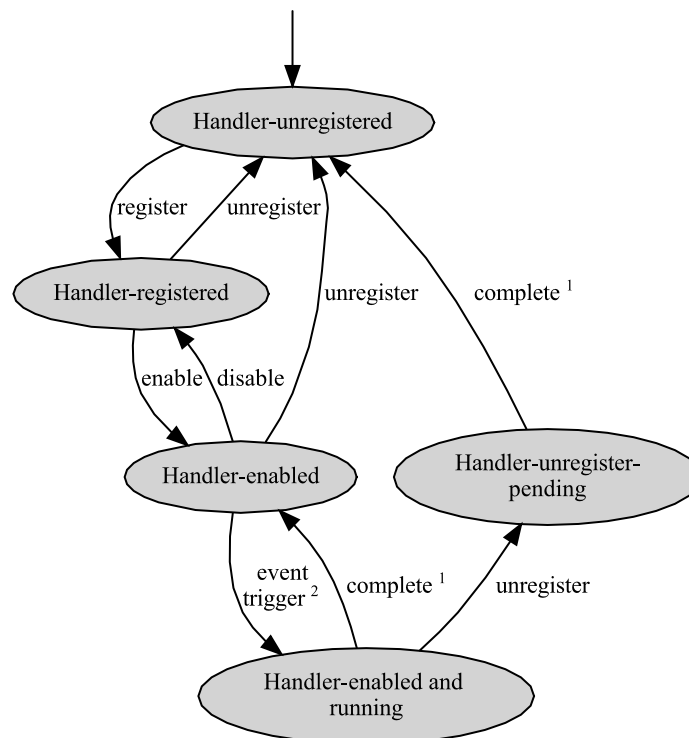 Handler-unregistered
register
unregister
Handler-registered
unregister
complete 1
enable
disable
Handler-enabled
Handler-unregister-
pending
event
trigger 2
complete 1
unregister
Handler-enabled and
running